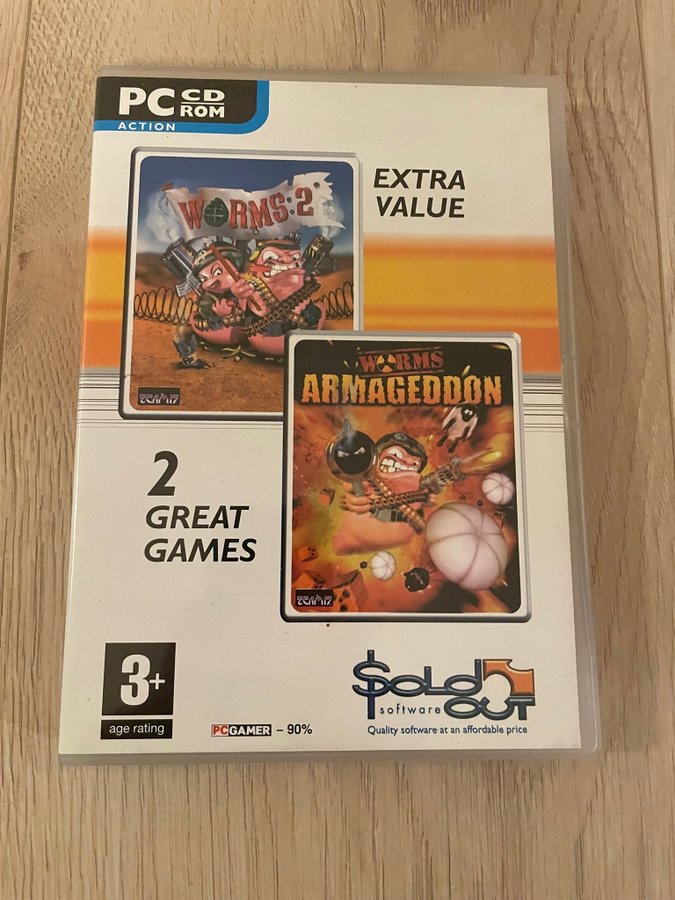 PC CD
ROM
ACTION
EXTRA
VALUE
WORMS:2
TEAM17
WORMS
ARMAGEDDON
TEAM17
2
GREAT
GAMES
3+
age rating
PCGAMER – 90%
Sold
software OUT
Quality software at an affordable price